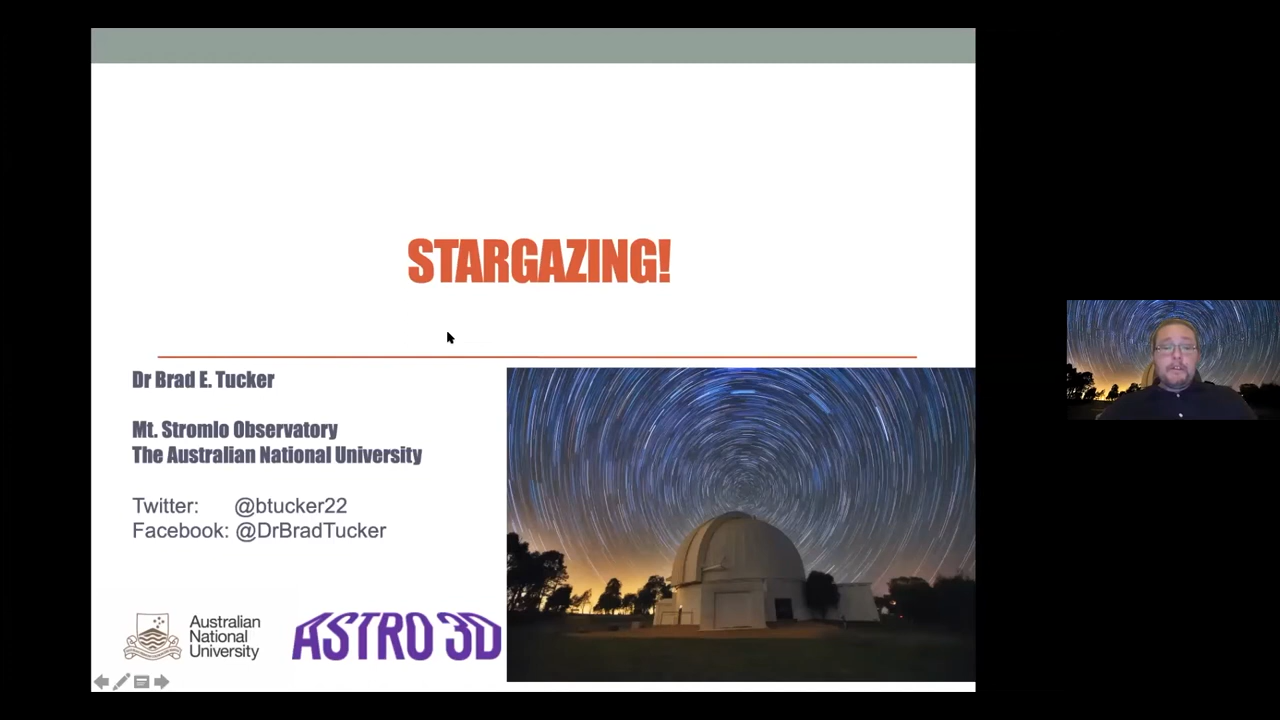 STARGAZING!
Dr Brad E. Tucker
Mt. Stromlo Observatory
The Australian National University
Twitter: @btucker22
Facebook: @DrBradTucker
Australian
National
University
ASTRO 3D